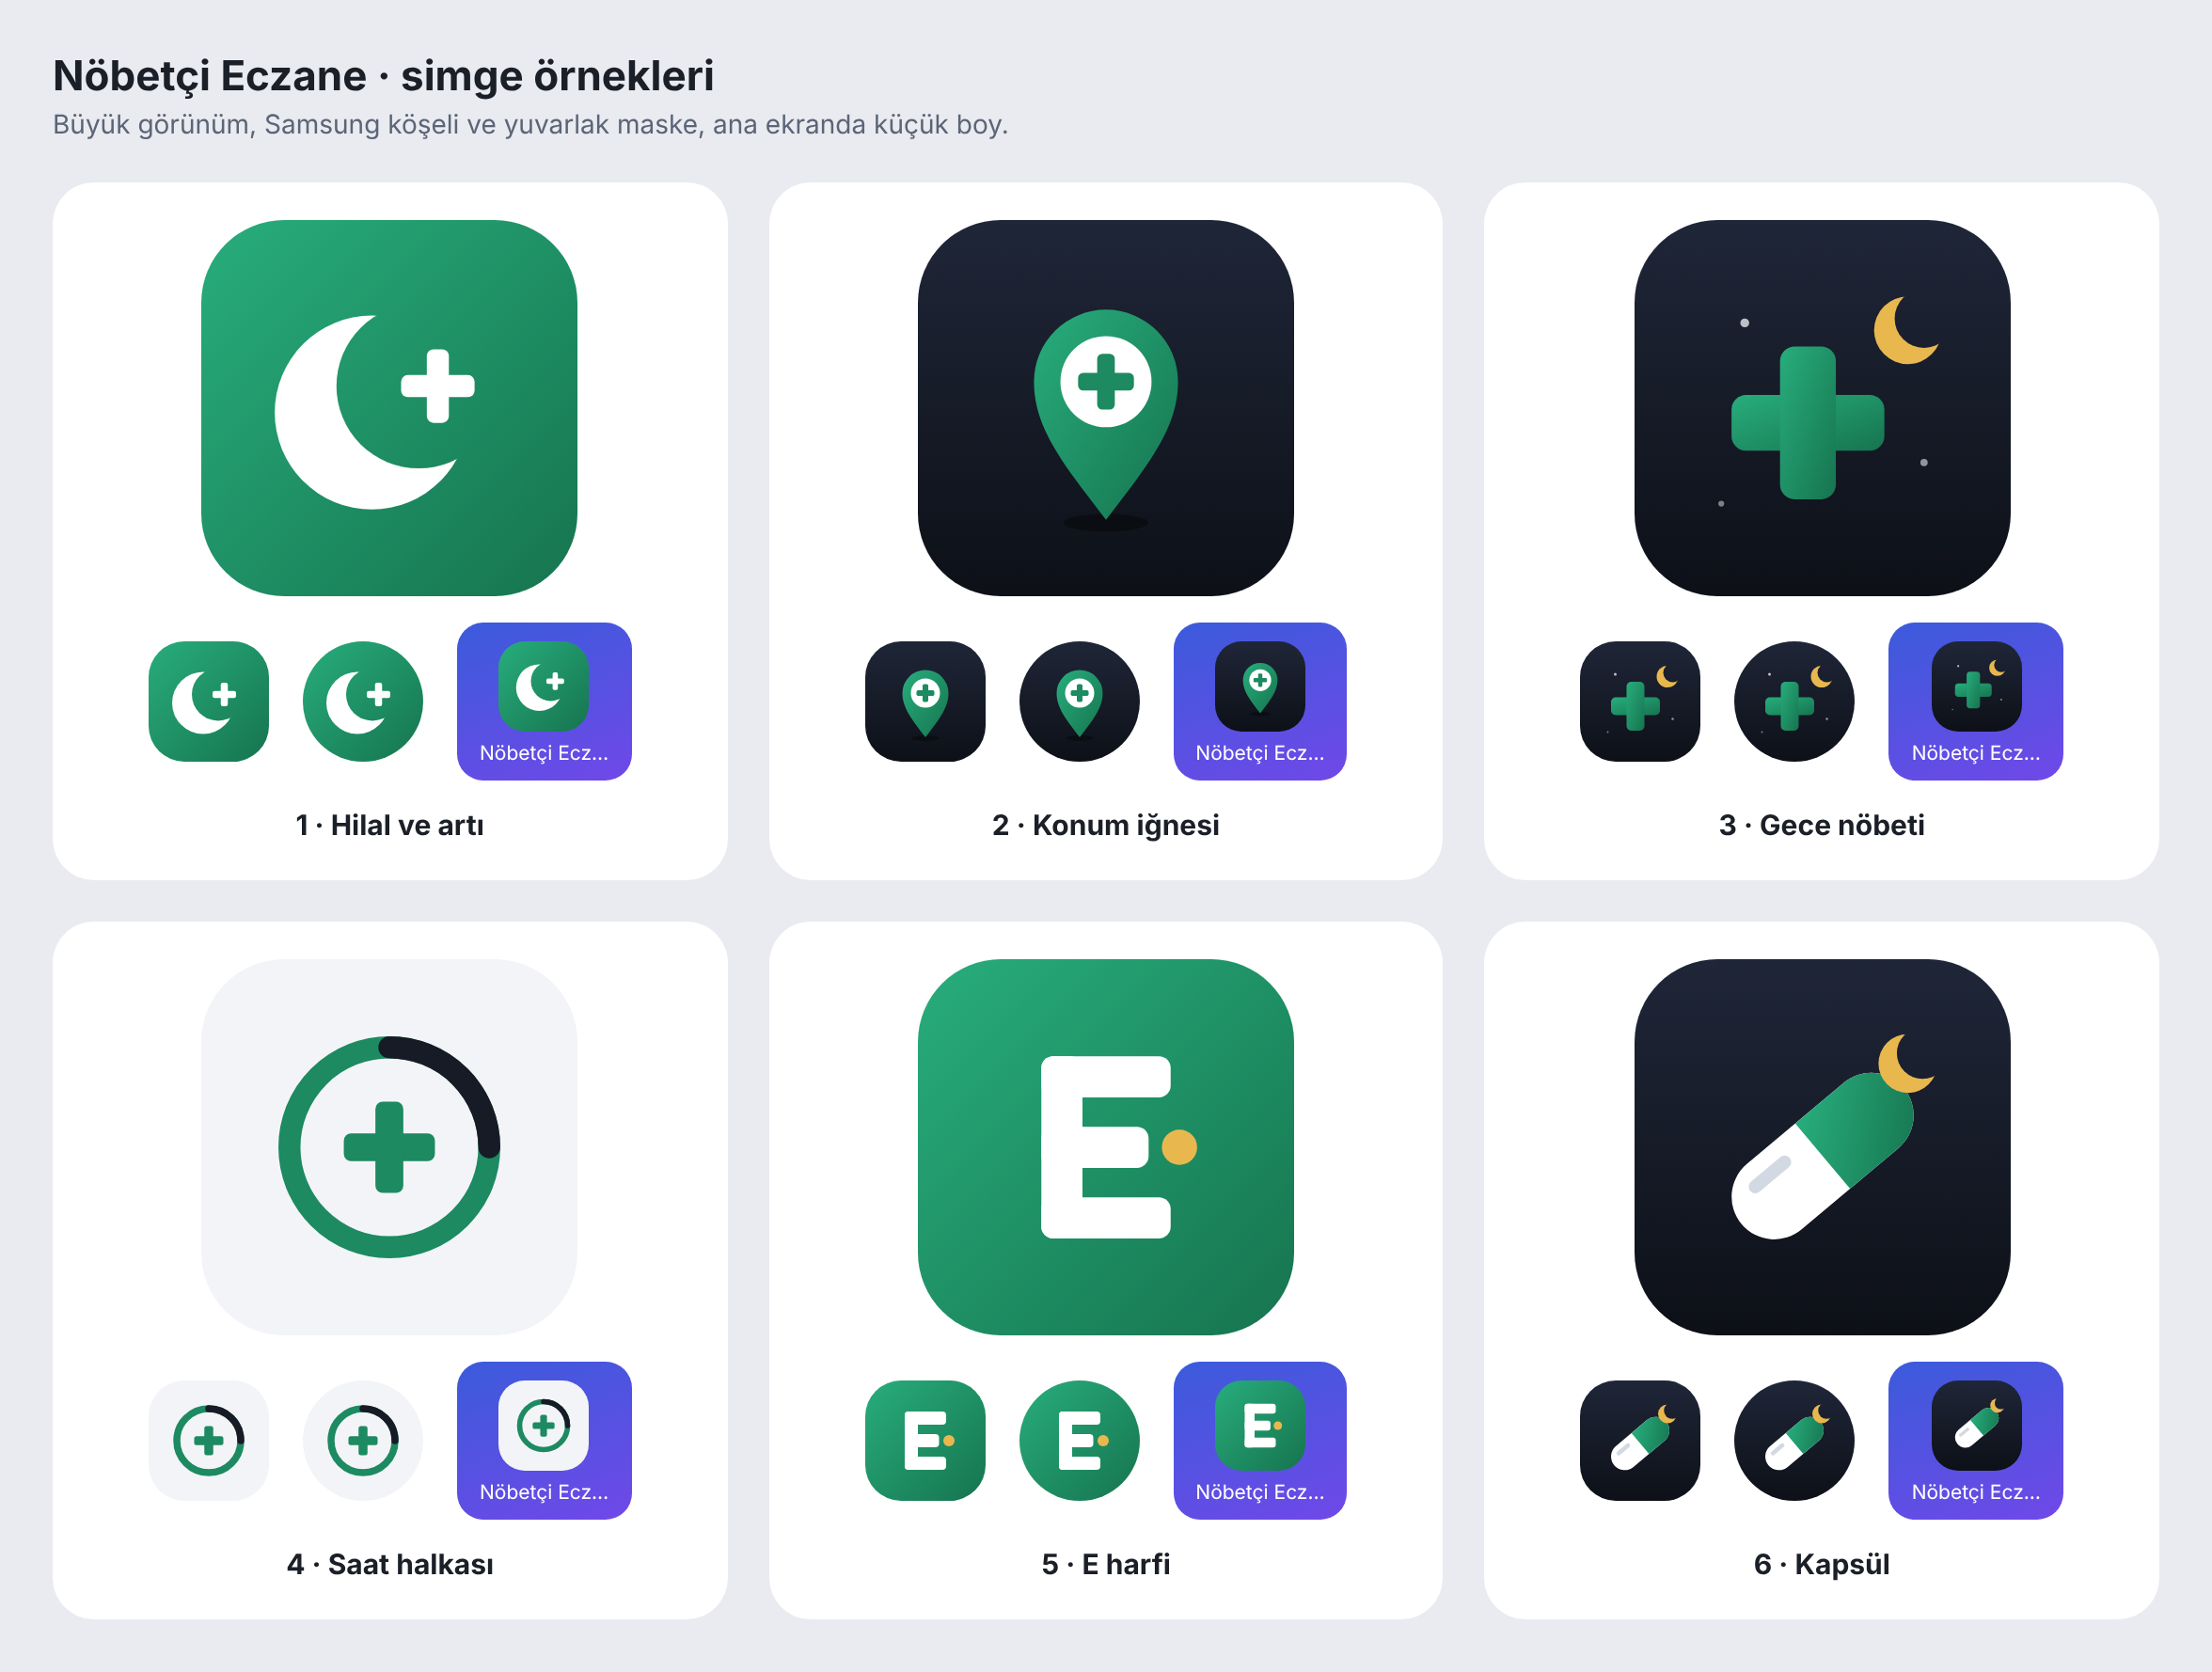 Nöbetçi Eczane · simge örnekleri
Büyük görünüm, Samsung köşeli ve yuvarlak maske, ana ekranda küçük boy.
Nöbetçi Ecz...
Nöbetçi Ecz...
Nöbetçi Ecz...
1 · Hilal ve artı
2 · Konum iğnesi
3 · Gece nöbeti
E
E
E
E
Nöbetçi Ecz...
Nöbetçi Ecz...
Nöbetçi Ecz...
4 · Saat halkası
5 · E harfi
6 · Kapsül